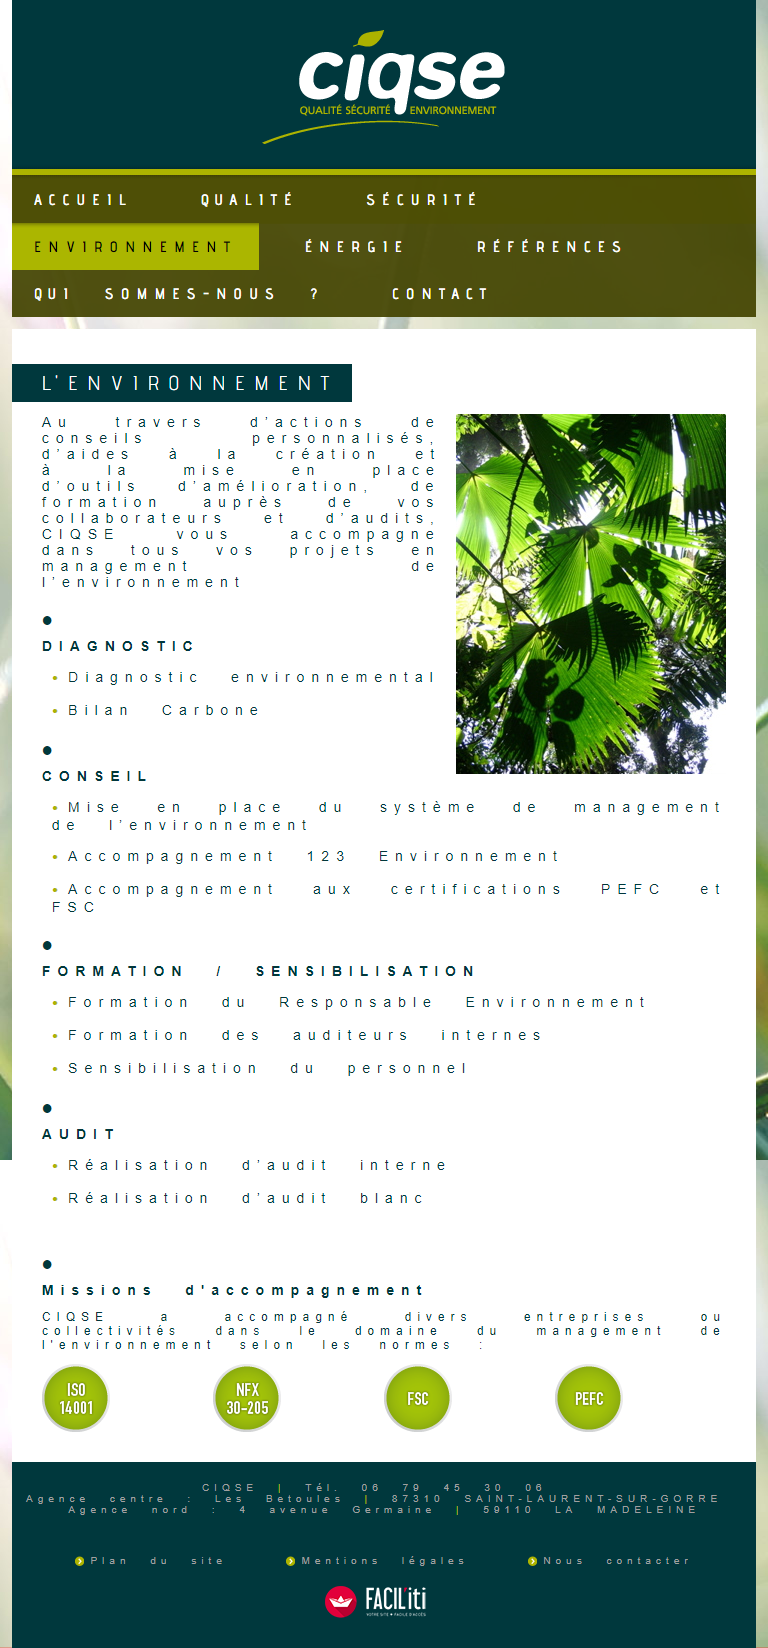 ciqse
QUALITÉ SÉCURITÉ ENVIRONNEMENT
ACCUEIL QUALITÉ SÉCURITÉ
ENVIRONNEMENT ÉNERGIE RÉFÉRENCES
QUI SOMMES-NOUS ? CONTACT
L'ENVIRONNEMENT
Au travers d'actions de
conseils personnalisés,
d'aides à la création et
à la mise en place
d'outils d'amélioration, de
formation auprès de vos
collaborateurs et d'audits,
CIQSE vous accompagne
dans tous vos projets en
management de
l'environnement
●
DIAGNOSTIC
• Diagnostic environnemental
• Bilan Carbone
●
CONSEIL
• Mise en place du système de management
de l'environnement
• Accompagnement 123 Environnement
• Accompagnement aux certifications PEFC et
FSC
●
FORMATION / SENSIBILISATION
• Formation du Responsable Environnement
• Formation des auditeurs internes
• Sensibilisation du personnel
●
AUDIT
• Réalisation d'audit interne
• Réalisation d'audit blanc
●
Missions d'accompagnement
CIQSE a accompagné divers entreprises ou
collectivités dans le domaine du management de
l'environnement selon les normes :
ISO
14001
NFX
30-205
FSC
PEFC
CIQSE | Tél. 06 79 45 30 06
Agence centre : Les Betoules | 87310 SAINT-LAURENT-SUR-GORRE
Agence nord : 4 avenue Germaine | 59110 LA MADELEINE
Plan du site Mentions légales Nous contacter
FACIL'iti
VOTRE SITE + FACILE D'ACCÈS